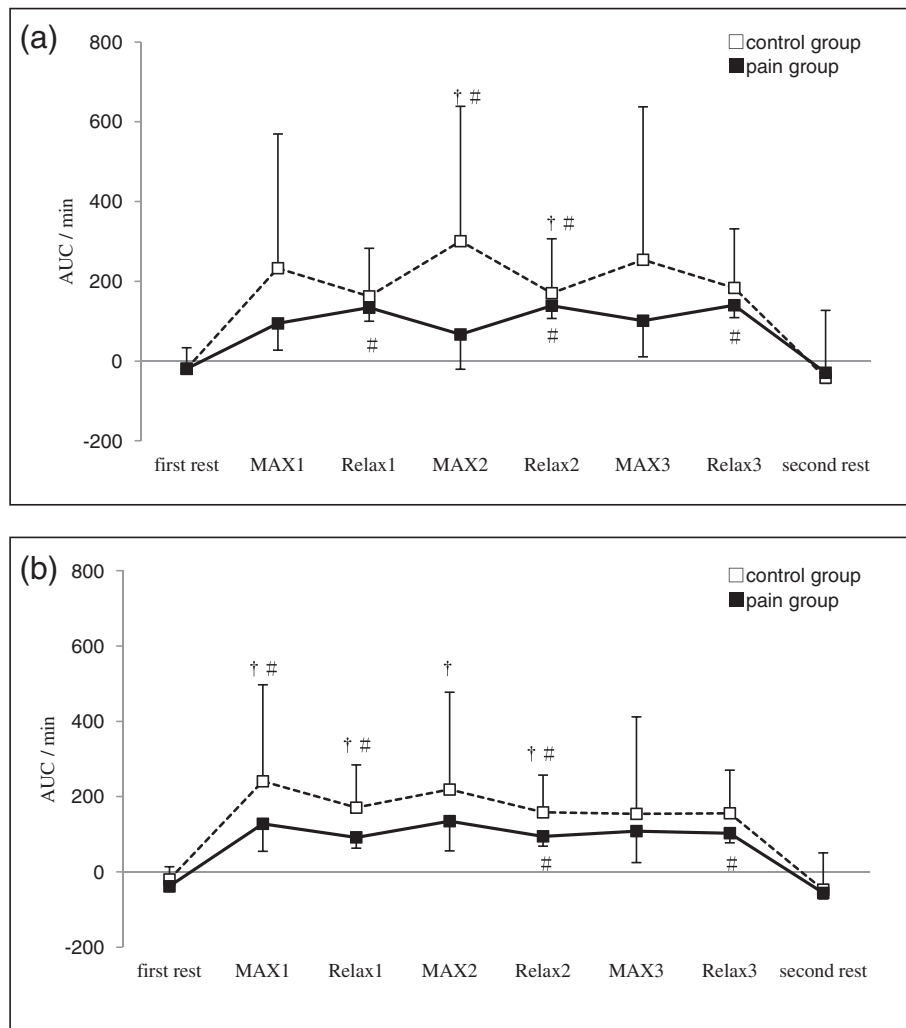 (a)
800
600
400
200
0
-200
AUC / min
control group
pain group
† #
† #
#
#
#
first rest MAX1 Relax1 MAX2 Relax2 MAX3 Relax3 second rest
(b)
800
600
400
200
0
-200
AUC / min
control group
pain group
† #
†
† #
† #
#
#
first rest MAX1 Relax1 MAX2 Relax2 MAX3 Relax3 second rest